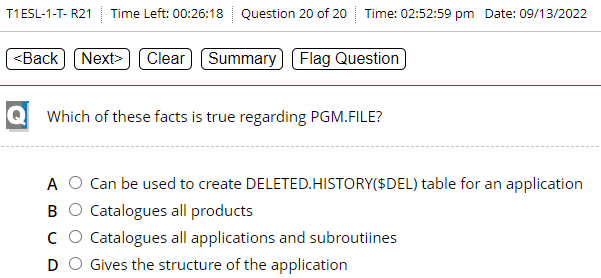 T1ESL-1-T- R21 Time Left: 00:26:18 Question 20 of 20 Time: 02:52:59 pm Date: 09/13/2022
<Back Next> Clear Summary Flag Question
Q Which of these facts is true regarding PGM.FILE?
A Can be used to create DELETED.HISTORY($DEL) table for an application
B Catalogues all products
C Catalogues all applications and subroutiines
D Gives the structure of the application